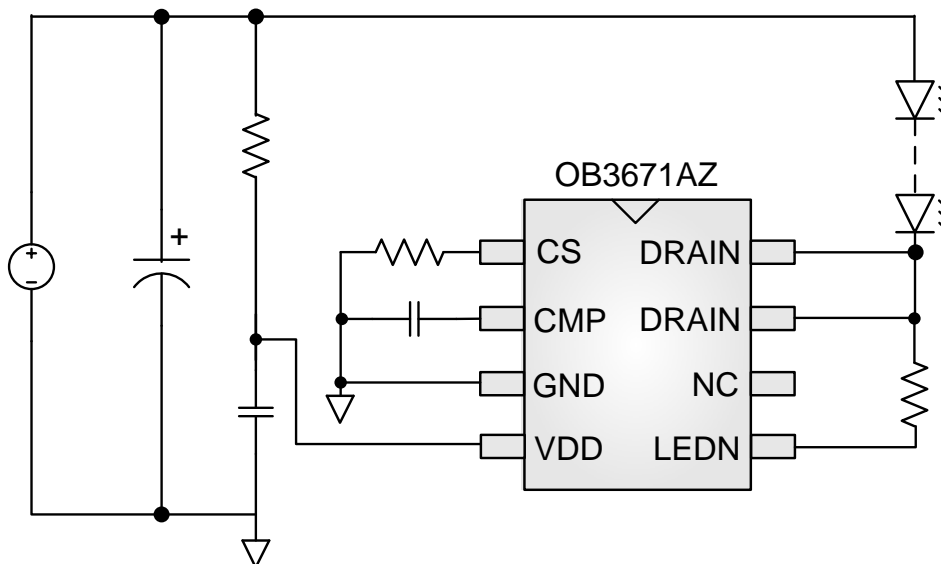 OB3671AZ
CS
DRAIN
CMP
DRAIN
GND
NC
VDD
LEDN
+
+
−